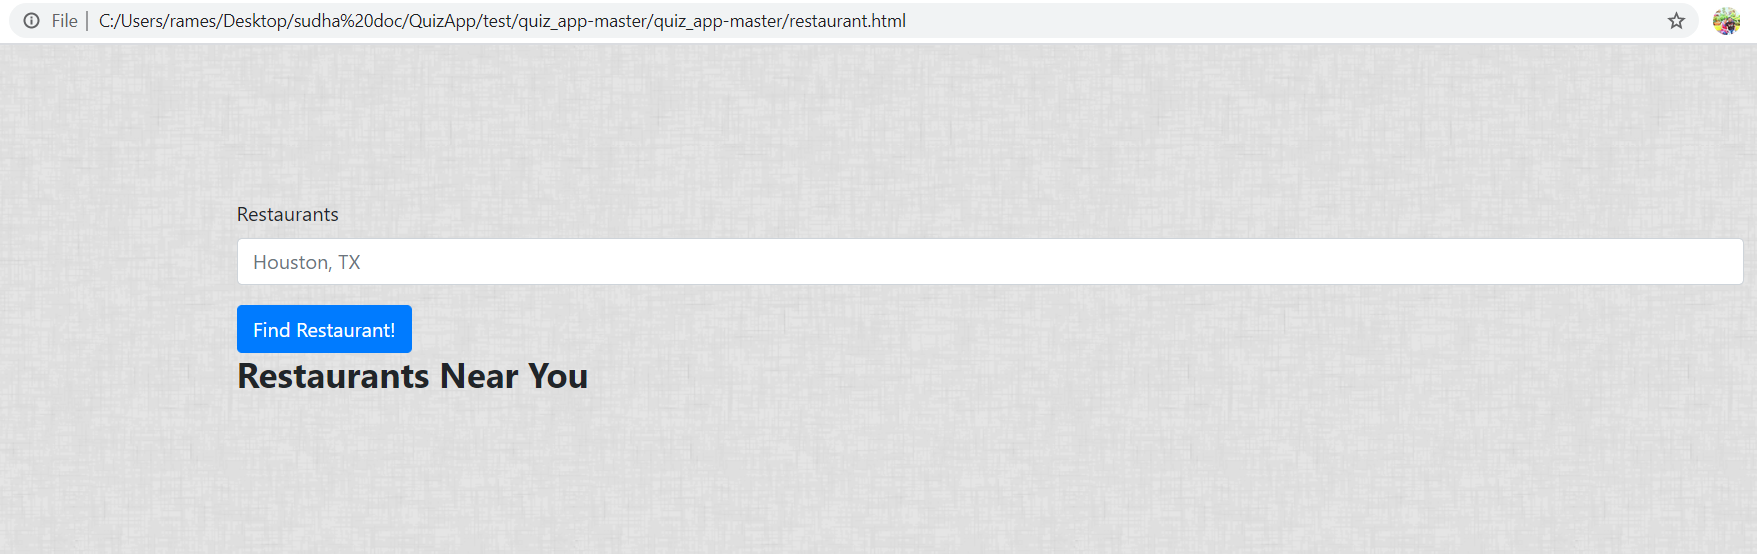 File | C:/Users/rames/Desktop/sudha%20doc/QuizApp/test/quiz_app-master/quiz_app-master/restaurant.html
Restaurants
Houston, TX
Find Restaurant!
Restaurants Near You